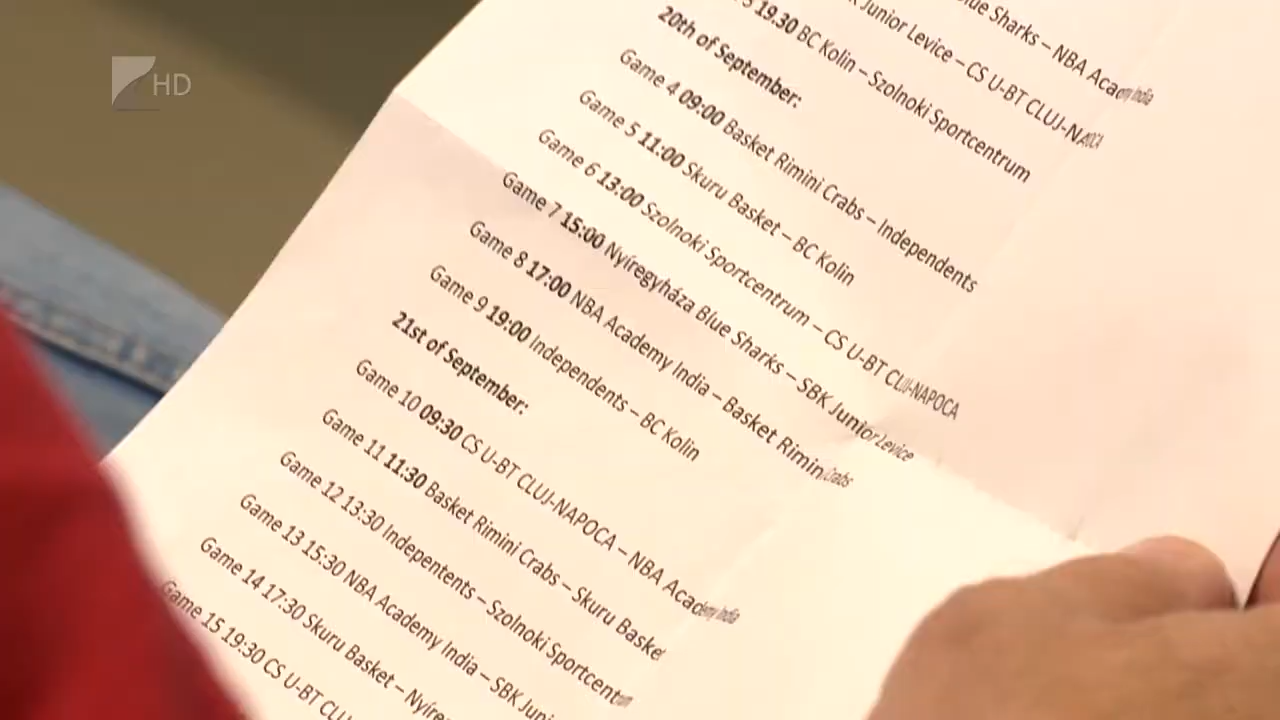 HD
Blue Sharks – NBA Academy India
Junior Levice – CS U-BT CLUJ-NAPOCA
19.30 BC Kolin – Szolnoki Sportcentrum
20th of September:
Game 4 09:00 Basket Rimini Crabs – Independents
Game 5 11:00 Skuru Basket – BC Kolin
Game 6 13:00 Szolnoki Sportcentrum – CS U-BT CLUJ-NAPOCA
Game 7 15:00 Nyíregyháza Blue Sharks – SBK Junior Levice
Game 8 17:00 NBA Academy India – Basket Rimini Crabs
Game 9 19:00 Independents – BC Kolin
21st of September:
Game 10 09:30 CS U-BT CLUJ-NAPOCA – NBA Academy India
Game 11 11:30 Basket Rimini Crabs – Skuru Basket
Game 12 13:30 Indepentents – Szolnoki Sportcentrum
Game 13 15:30 NBA Academy India – SBK Juni
Game 14 17:30 Skuru Basket – Nyíre
Game 15 19:30 CS U-BT CLU